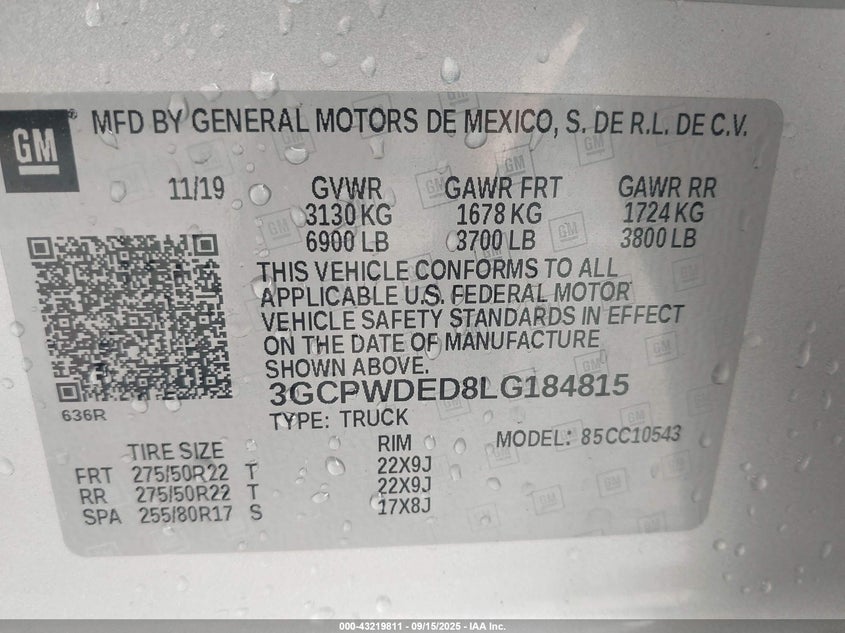 GM
MFD BY GENERAL MOTORS DE MEXICO, S. DE R.L. DE C.V.
11/19 GVWR GAWR FRT GAWR RR
3130 KG 1678 KG 1724 KG
6900 LB 3700 LB 3800 LB
THIS VEHICLE CONFORMS TO ALL
APPLICABLE U.S. FEDERAL MOTOR
VEHICLE SAFETY STANDARDS IN EFFECT
ON THE DATE OF MANUFACTURE
SHOWN ABOVE.
3GCPWDED8LG184815
636R
TYPE: TRUCK
MODEL: 85CC10543
TIRE SIZE RIM
FRT 275/50R22 T 22X9J
RR 275/50R22 T 22X9J
SPA 255/80R17 S 17X8J
000-43219811 - 09/15/2025 - IAA Inc.